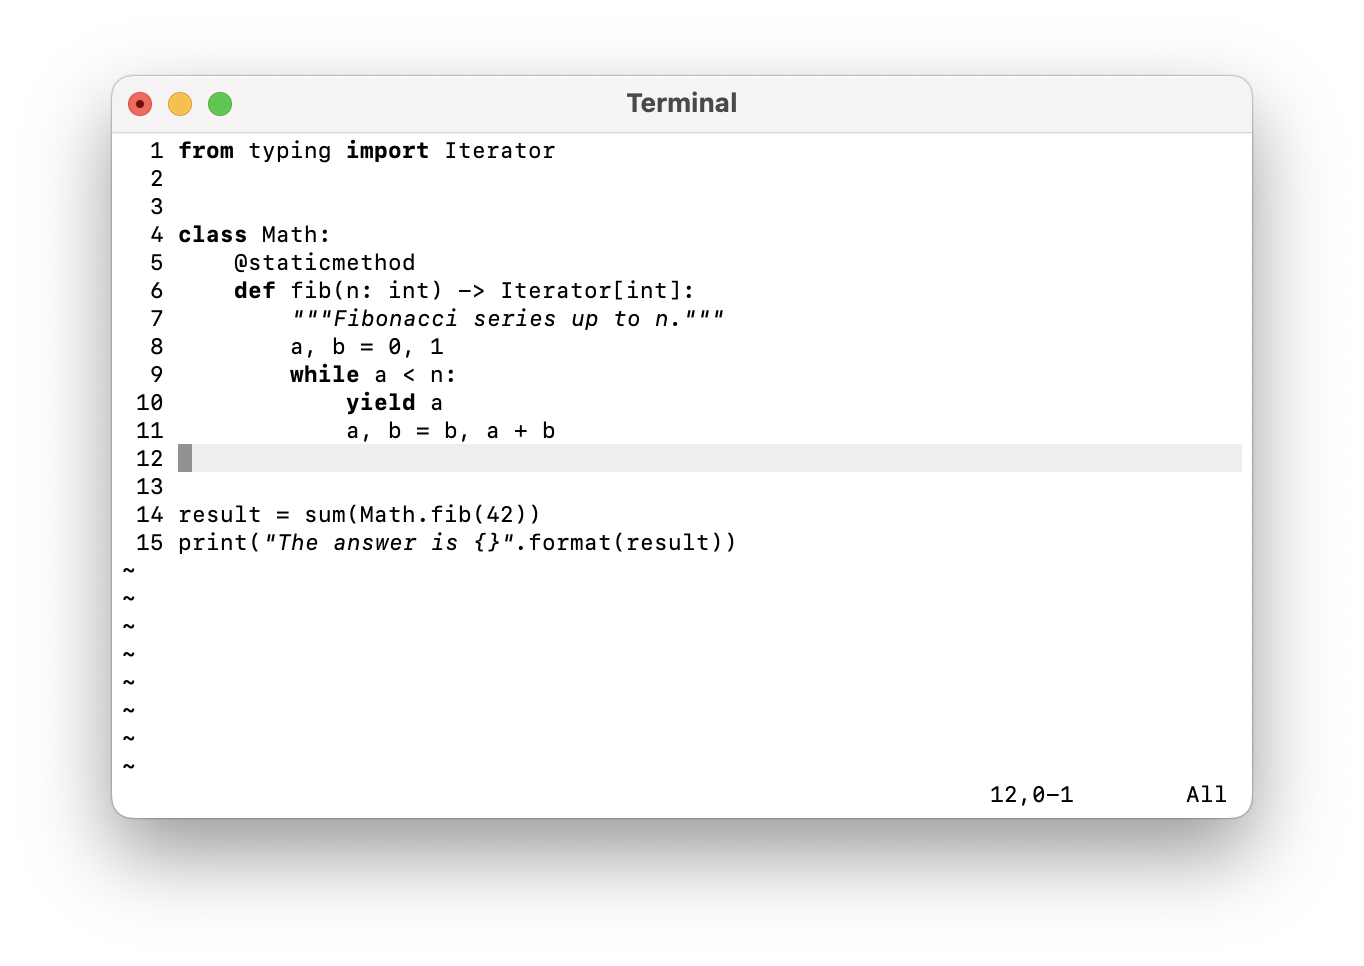 Terminal
1 from typing import Iterator
2
3
4 class Math:
5     @staticmethod
6     def fib(n: int) -> Iterator[int]:
7         """Fibonacci series up to n."""
8         a, b = 0, 1
9         while a < n:
10             yield a
11             a, b = b, a + b
12
13
14 result = sum(Math.fib(42))
15 print("The answer is {}".format(result))
~
~
~
~
~
~
~
~
12,0-1 All